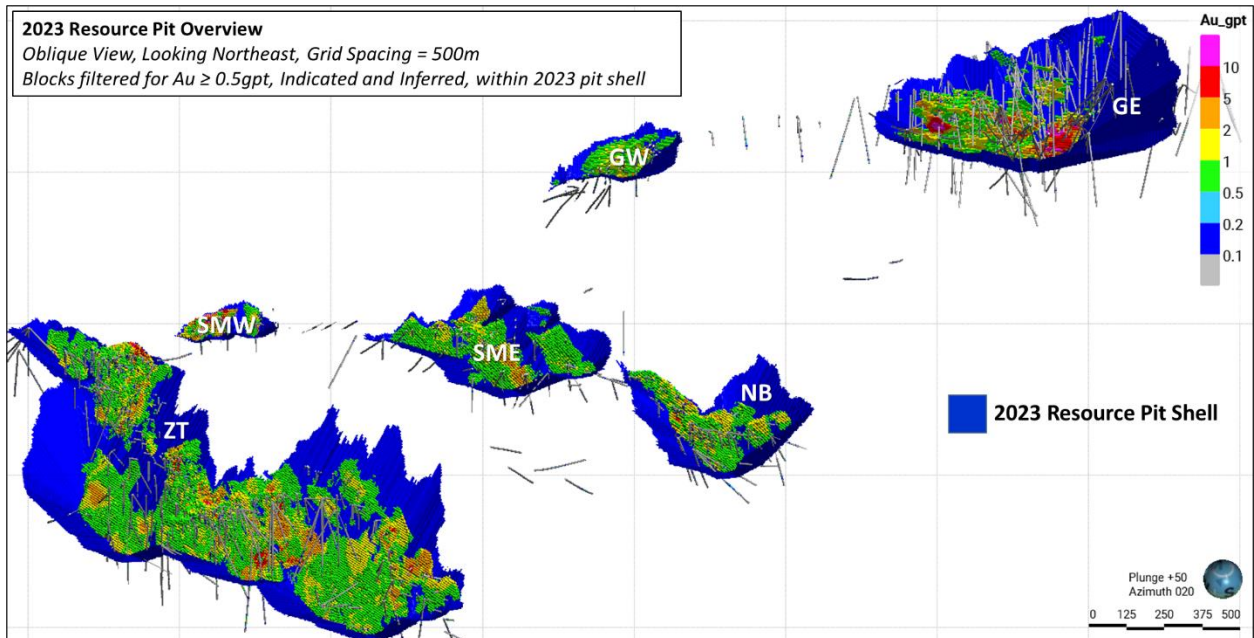 2023 Resource Pit Overview
Oblique View, Looking Northeast, Grid Spacing = 500m
Blocks filtered for Au ≥ 0.5gpt, Indicated and Inferred, within 2023 pit shell
Au_gpt
10
5
2
1
0.5
0.2
0.1
GE
GW
SMW
SME
NB
ZT
2023 Resource Pit Shell
Plunge +50
Azimuth 020
0 125 250 375 500